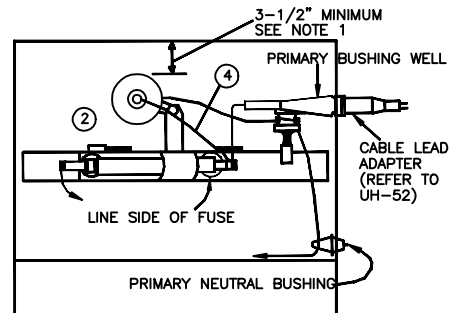 3-1/2" MINIMUM
SEE NOTE 1
PRIMARY BUSHING WELL
4
2
CABLE LEAD
ADAPTER
(REFER TO
UH-52)
LINE SIDE OF FUSE
PRIMARY NEUTRAL BUSHING